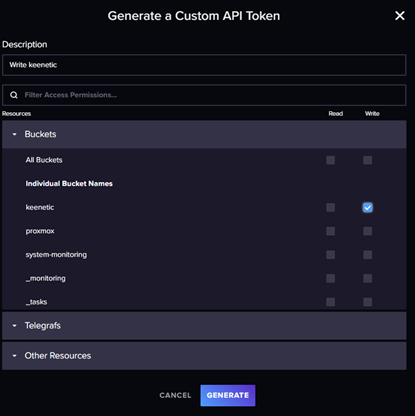 Generate a Custom API Token
Description
Write keenetic
Filter Access Permissions...
Resources Read Write
Buckets
All Buckets
Individual Bucket Names
keenetic
proxmox
system-monitoring
_monitoring
_tasks
Telegrafs
Other Resources
CANCEL GENERATE